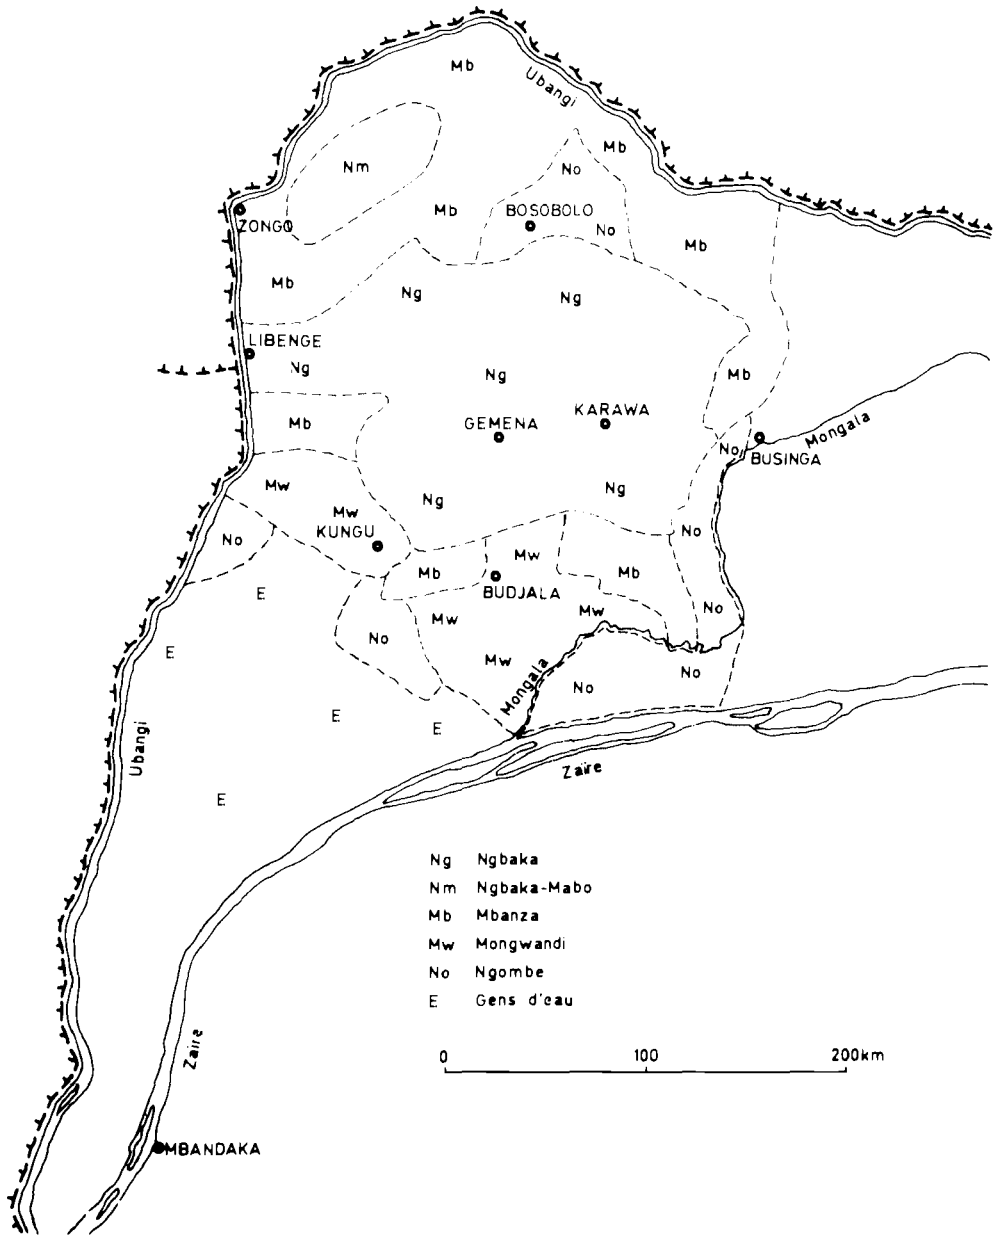 Mb
Ubangi
Mb
No
Nm
BOSOBOLO
Mb
ZONGO
No
Mb
Mb
Ng
Ng
LIBENGE
Ng
Ng
Mb
KARAWA
Mb
GEMENA
Mongala
No
BUSINGA
Mw
Ng
Ng
Mw
KUNGU
No
No
Mw
Mb
Mb
BUDJALA
E
Mw
Mw
No
No
E
Mw
No
Mongala
No
E
E
Ubangi
Zaïre
E
Ng Ngbaka
Nm Ngbaka-Mabo
Mb Mbanza
Mw Mongwandi
No Ngombe
E Gens d'eau
Zaïre
0 100 200km
MBANDAKA